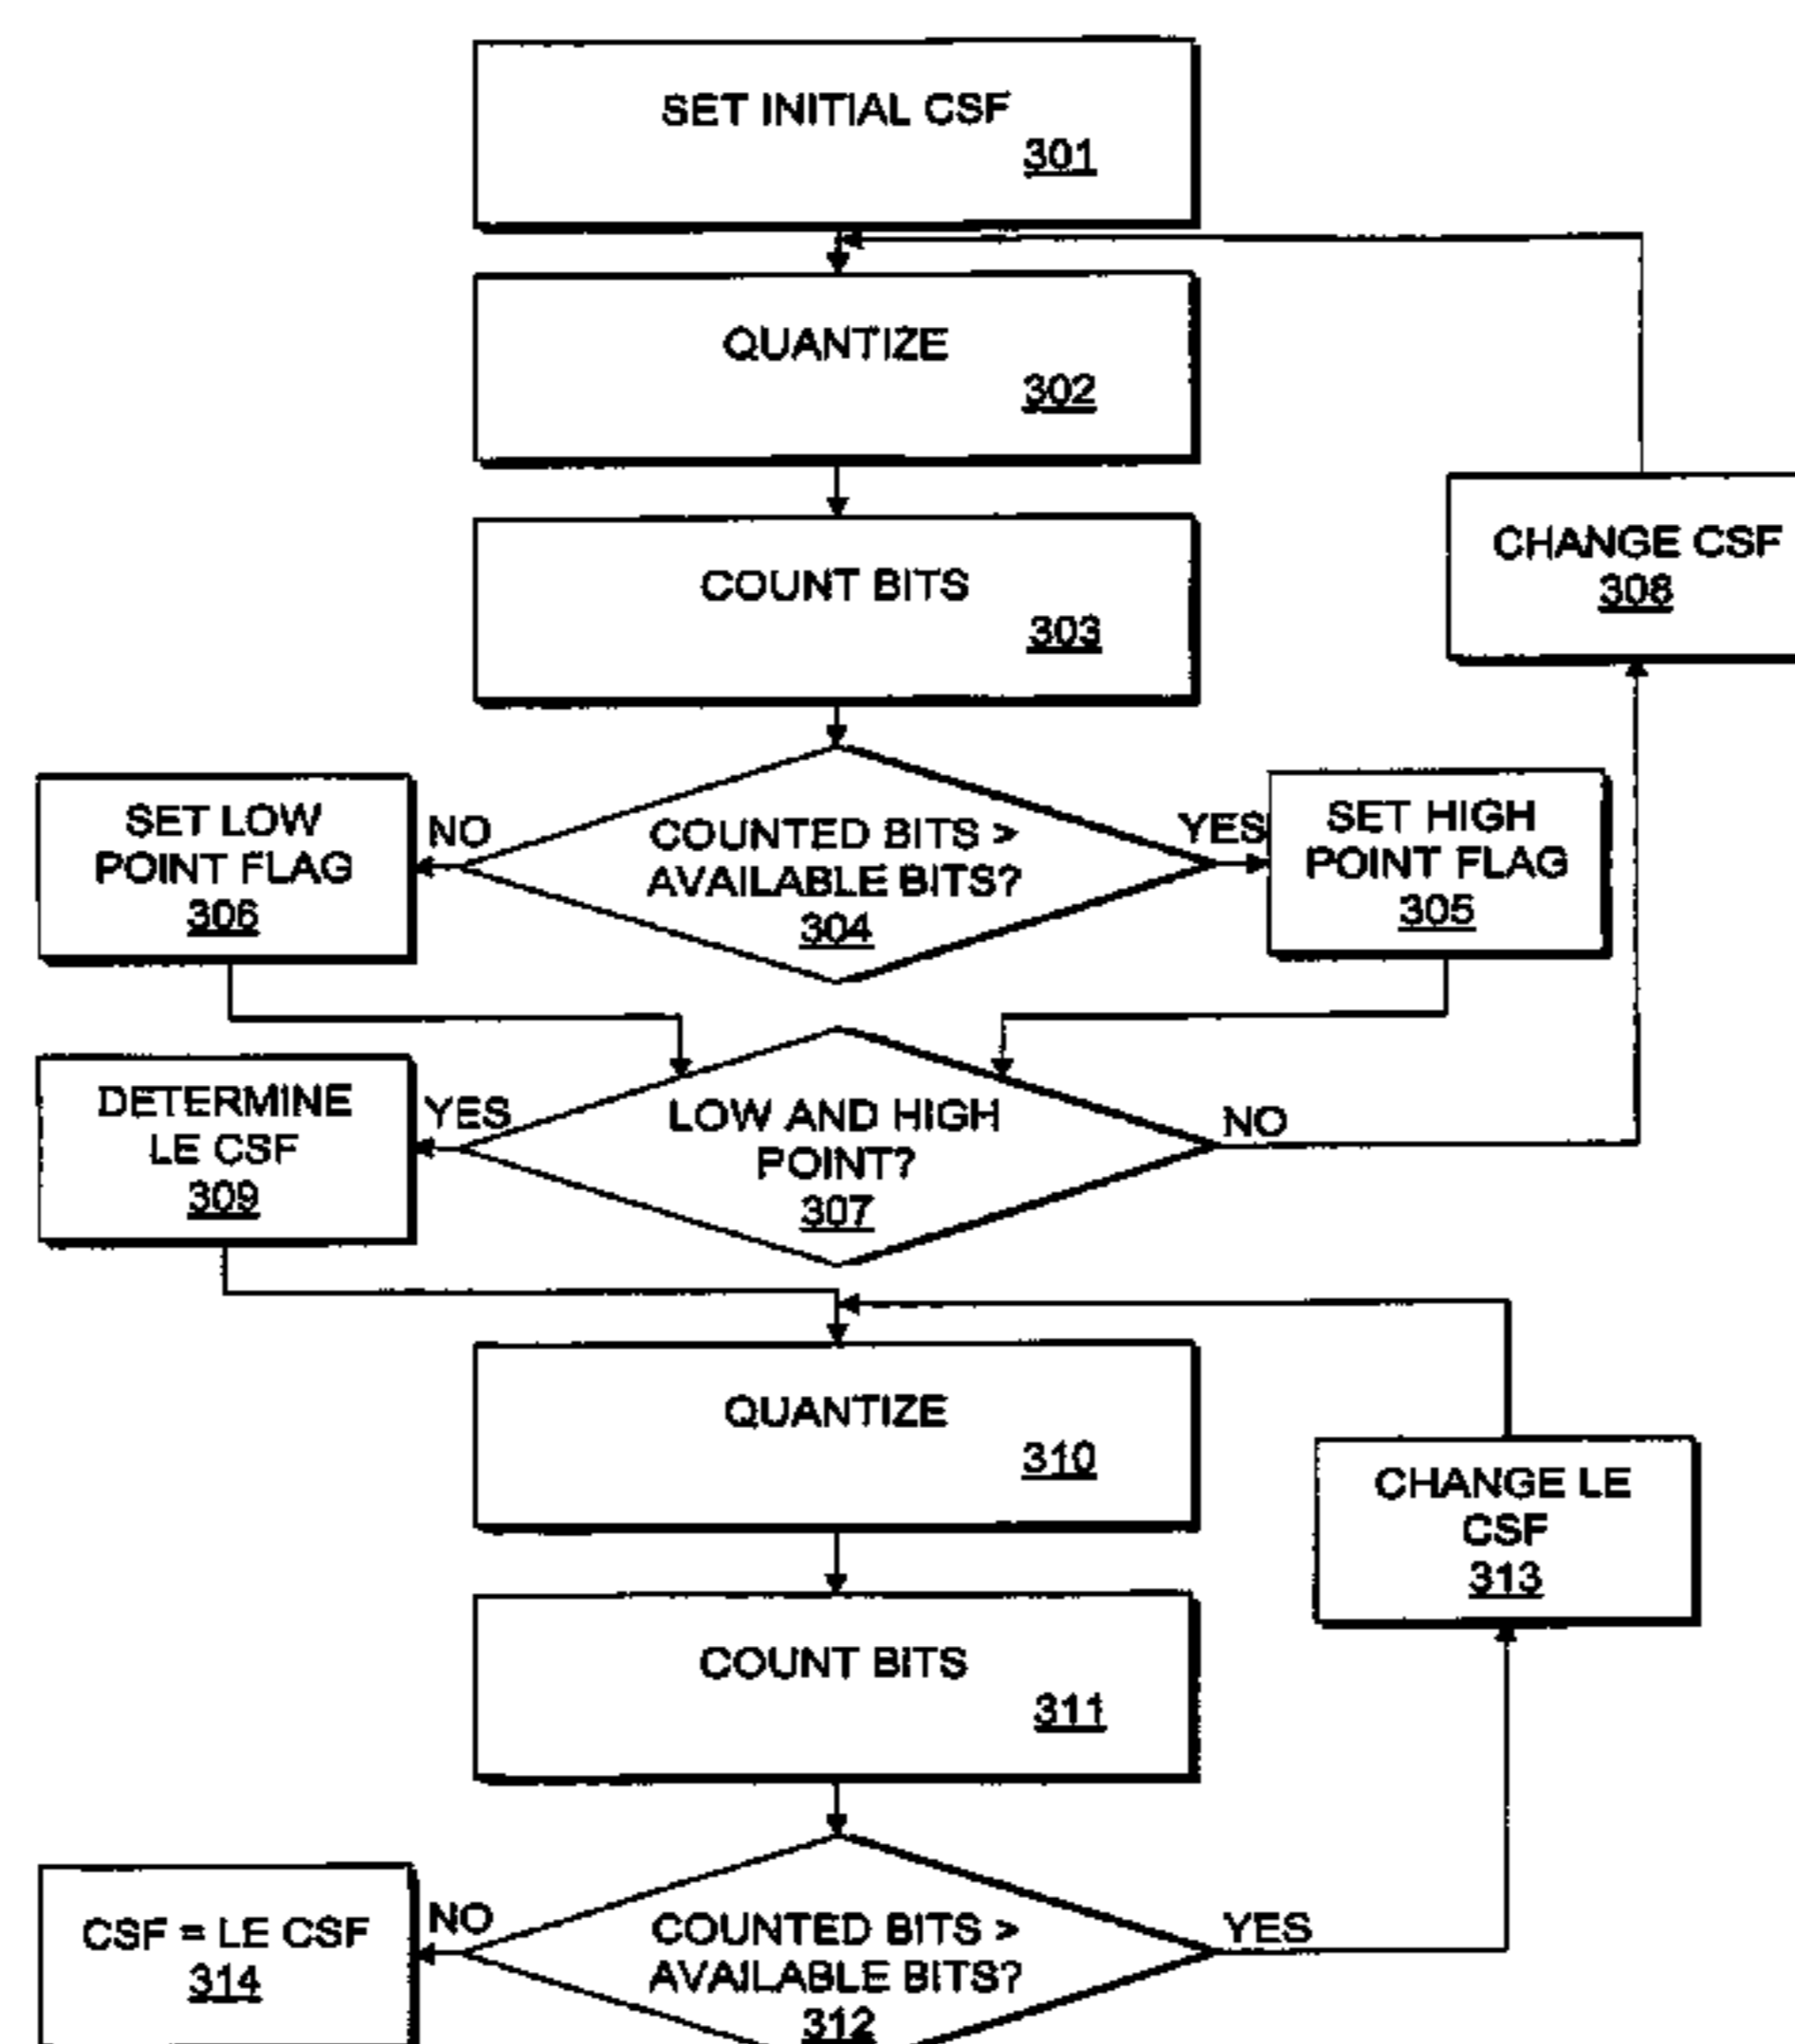 SET INITIAL CSF
301
QUANTIZE
302
CHANGE CSF
308
COUNT BITS
303
SET LOW
POINT FLAG
306
NO
COUNTED BITS >
AVAILABLE BITS?
304
YES
SET HIGH
POINT FLAG
305
DETERMINE
LE CSF
309
YES
LOW AND HIGH
POINT?
307
NO
QUANTIZE
310
CHANGE LE
CSF
313
COUNT BITS
311
CSF = LE CSF
314
NO
COUNTED BITS >
AVAILABLE BITS?
312
YES